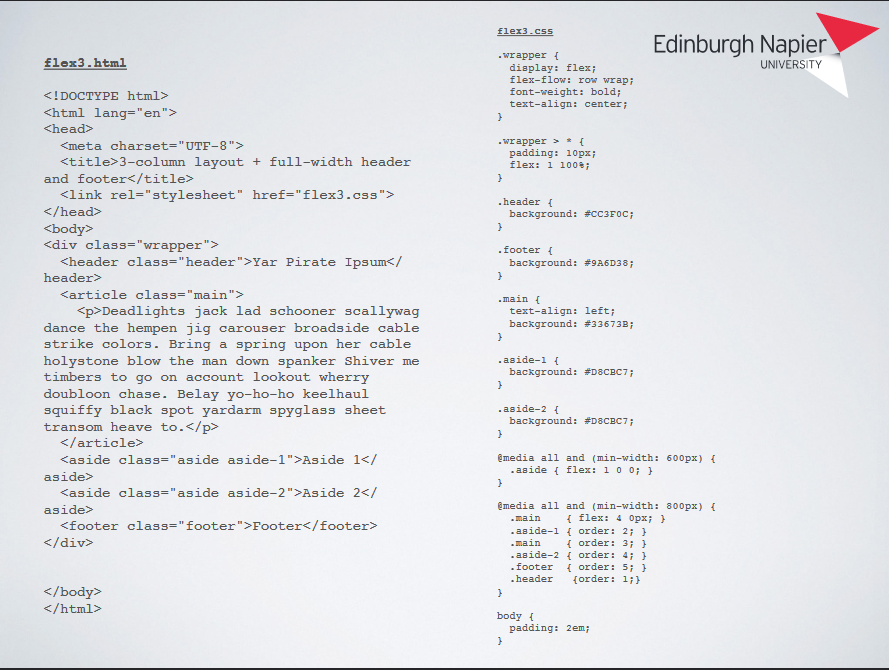 flex3.html
<!DOCTYPE html>
<html lang="en">
<head>
  <meta charset="UTF-8">
  <title>3-column layout + full-width header
and footer</title>
  <link rel="stylesheet" href="flex3.css">
</head>
<body>
<div class="wrapper">
  <header class="header">Yar Pirate Ipsum</
header>
  <article class="main">
    <p>Deadlights jack lad schooner scallywag
dance the hempen jig carouser broadside cable
strike colors. Bring a spring upon her cable
holystone blow the man down spanker Shiver me
timbers to go on account lookout wherry
doubloon chase. Belay yo-ho-ho keelhaul
squiffy black spot yardarm spyglass sheet
transom heave to.</p>
  </article>
  <aside class="aside aside-1">Aside 1</
aside>
  <aside class="aside aside-2">Aside 2</
aside>
  <footer class="footer">Footer</footer>
</div>
</body>
</html>
flex3.css
.wrapper {
  display: flex;
  flex-flow: row wrap;
  font-weight: bold;
  text-align: center;
}
.wrapper > * {
  padding: 10px;
  flex: 1 100%;
}
.header {
  background: #CC3F0C;
}
.footer {
  background: #9A6D38;
}
.main {
  text-align: left;
  background: #33673B;
}
.aside-1 {
  background: #D8CBC7;
}
.aside-2 {
  background: #D8CBC7;
}
@media all and (min-width: 600px) {
  .aside { flex: 1 0 0; }
}
@media all and (min-width: 800px) {
  .main    { flex: 4 0px; }
  .aside-1 { order: 2; }
  .main    { order: 3; }
  .aside-2 { order: 4; }
  .footer  { order: 5; }
  .header   {order: 1;}
}
body {
  padding: 2em;
}
Edinburgh Napier
UNIVERSITY